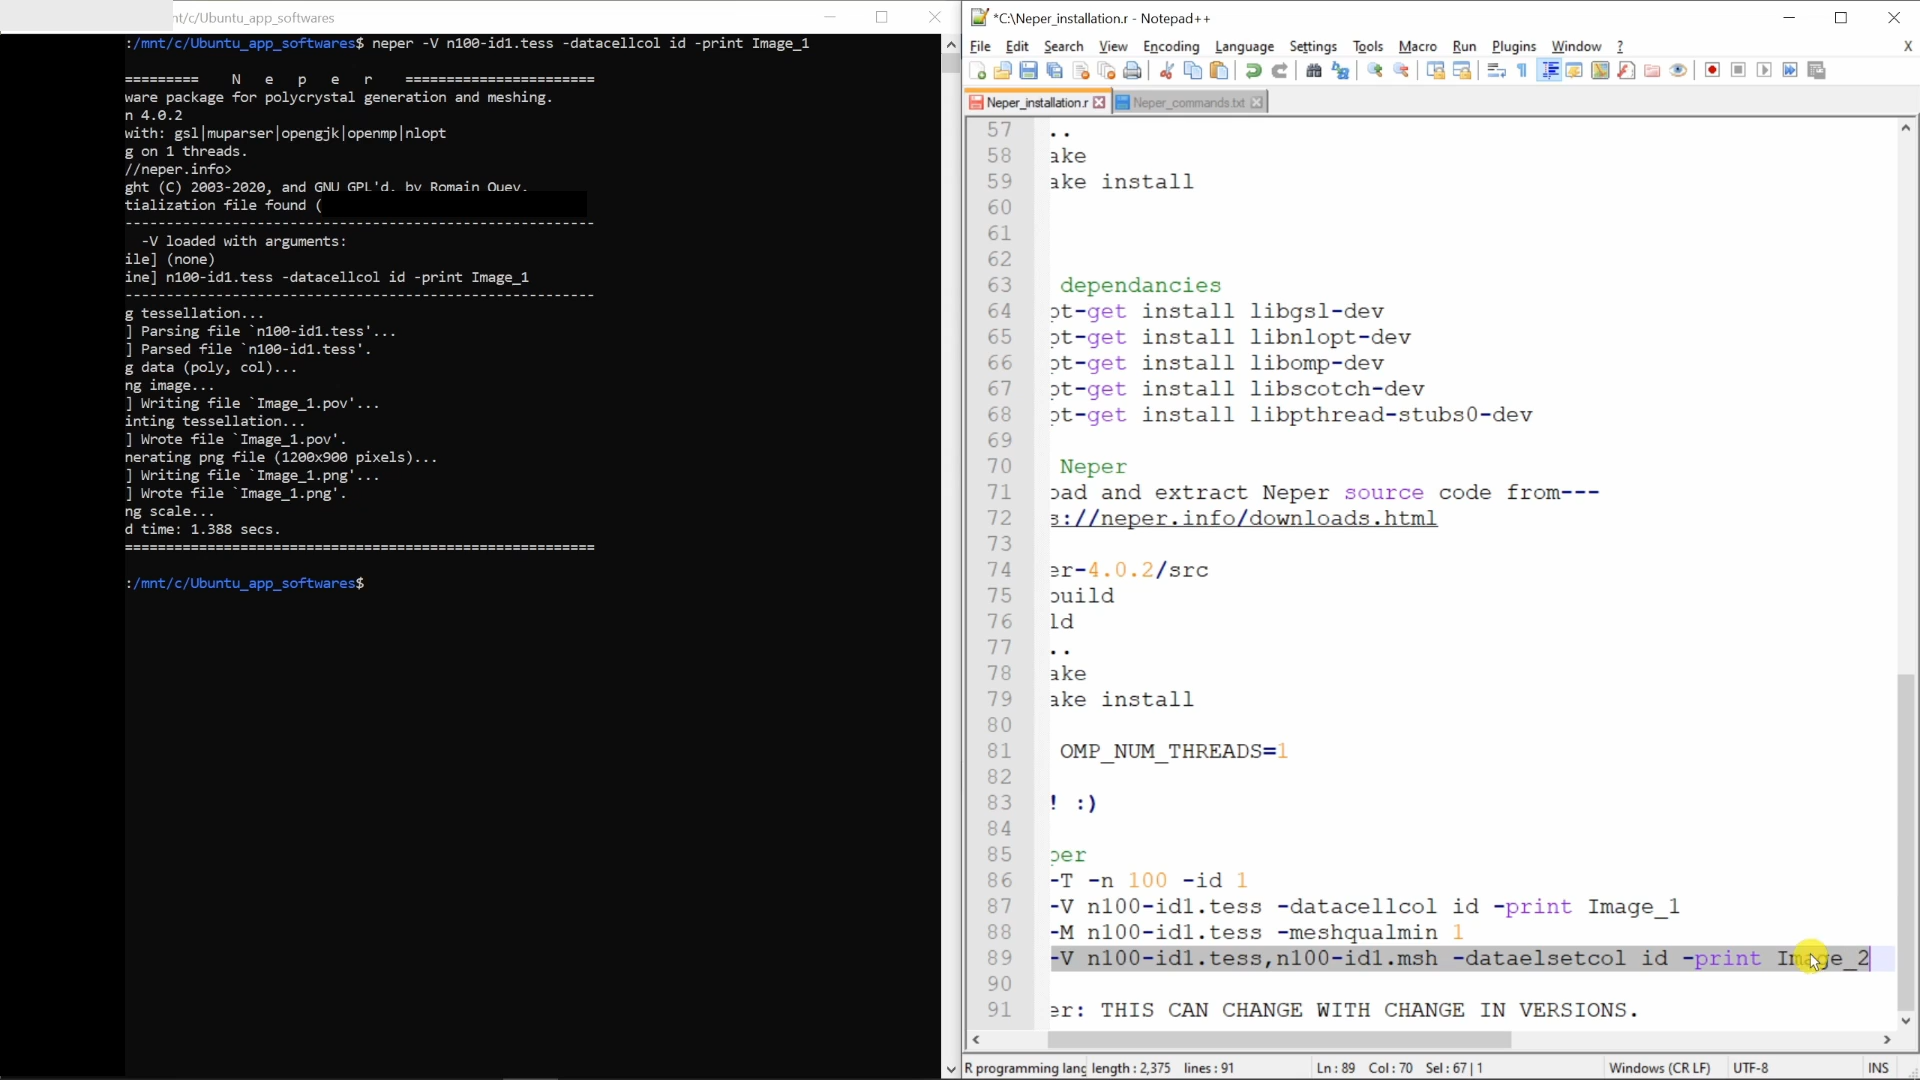 nt/c/Ubuntu_app_softwares
:/mnt/c/Ubuntu_app_softwares$ neper -V n100-id1.tess -datacellcol id -print Image_1
========= N e p e r =======================
ware package for polycrystal generation and meshing.
n 4.0.2
with: gsl|muparser|opengjk|openmp|nlopt
g on 1 threads.
//neper.info>
ght (C) 2003-2020, and GNU GPL'd, by Romain Quey.
tialization file found (
---------------------------------------------------------
-V loaded with arguments:
ile] (none)
ine] n100-id1.tess -datacellcol id -print Image_1
---------------------------------------------------------
g tessellation...
] Parsing file `n100-id1.tess'...
] Parsed file `n100-id1.tess'.
g data (poly, col)...
ng image...
] Writing file `Image_1.pov'...
inting tessellation...
] Wrote file `Image_1.pov'.
nerating png file (1200x900 pixels)...
] Writing file `Image_1.png'...
] Wrote file `Image_1.png'.
ng scale...
d time: 1.388 secs.
=========================================================
:/mnt/c/Ubuntu_app_softwares$
*C:\Neper_installation.r - Notepad++
File Edit Search View Encoding Language Settings Tools Macro Run Plugins Window ? X
Neper_installation.r Neper_commands.txt
57 ..
58 ake
59 ake install
60
61
62
63 dependancies
64 pt-get install libgsl-dev
65 pt-get install libnlopt-dev
66 pt-get install libomp-dev
67 pt-get install libscotch-dev
68 pt-get install libpthread-stubs0-dev
69
70 Neper
71 oad and extract Neper source code from---
72 s://neper.info/downloads.html
73
74 er-4.0.2/src
75 build
76 ld
77 ..
78 ake
79 ake install
80
81 OMP_NUM_THREADS=1
82
83 ! :)
84
85 per
86 -T -n 100 -id 1
87 -V n100-id1.tess -datacellcol id -print Image_1
88 -M n100-id1.tess -meshqualmin 1
89 -V n100-id1.tess,n100-id1.msh -dataelsetcol id -print Image_2
90
91 er: THIS CAN CHANGE WITH CHANGE IN VERSIONS.
R programming lang length : 2,375 lines : 91 Ln : 89 Col : 70 Sel : 67 | 1 Windows (CR LF) UTF-8 INS